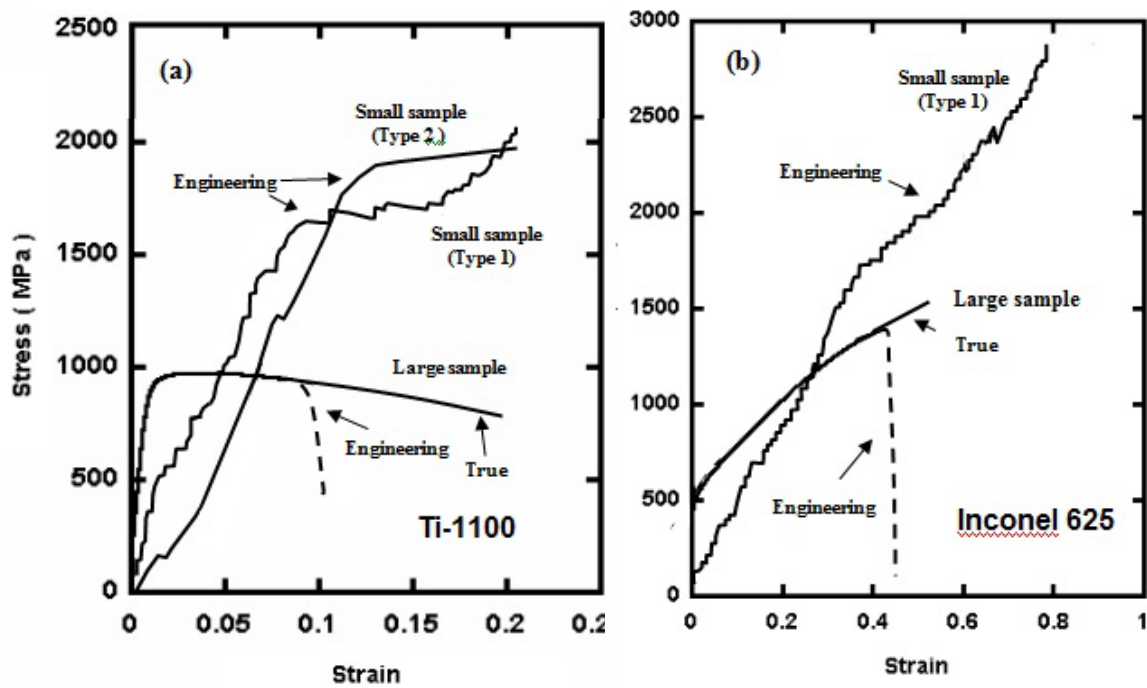 2500
2000
1500
1000
500
0
Stress ( MPa )
(a)
Small sample
(Type 2 )
Engineering
Small sample
(Type 1)
Large sample
Engineering
True
Ti-1100
0 0.05 0.1 0.15 0.2 0.2
Strain
3000
2500
2000
1500
1000
500
0
(b)
Small sample
(Type 1)
Engineering
Large sample
True
Engineering
Inconel 625
0 0.2 0.4 0.6 0.8 1
Strain